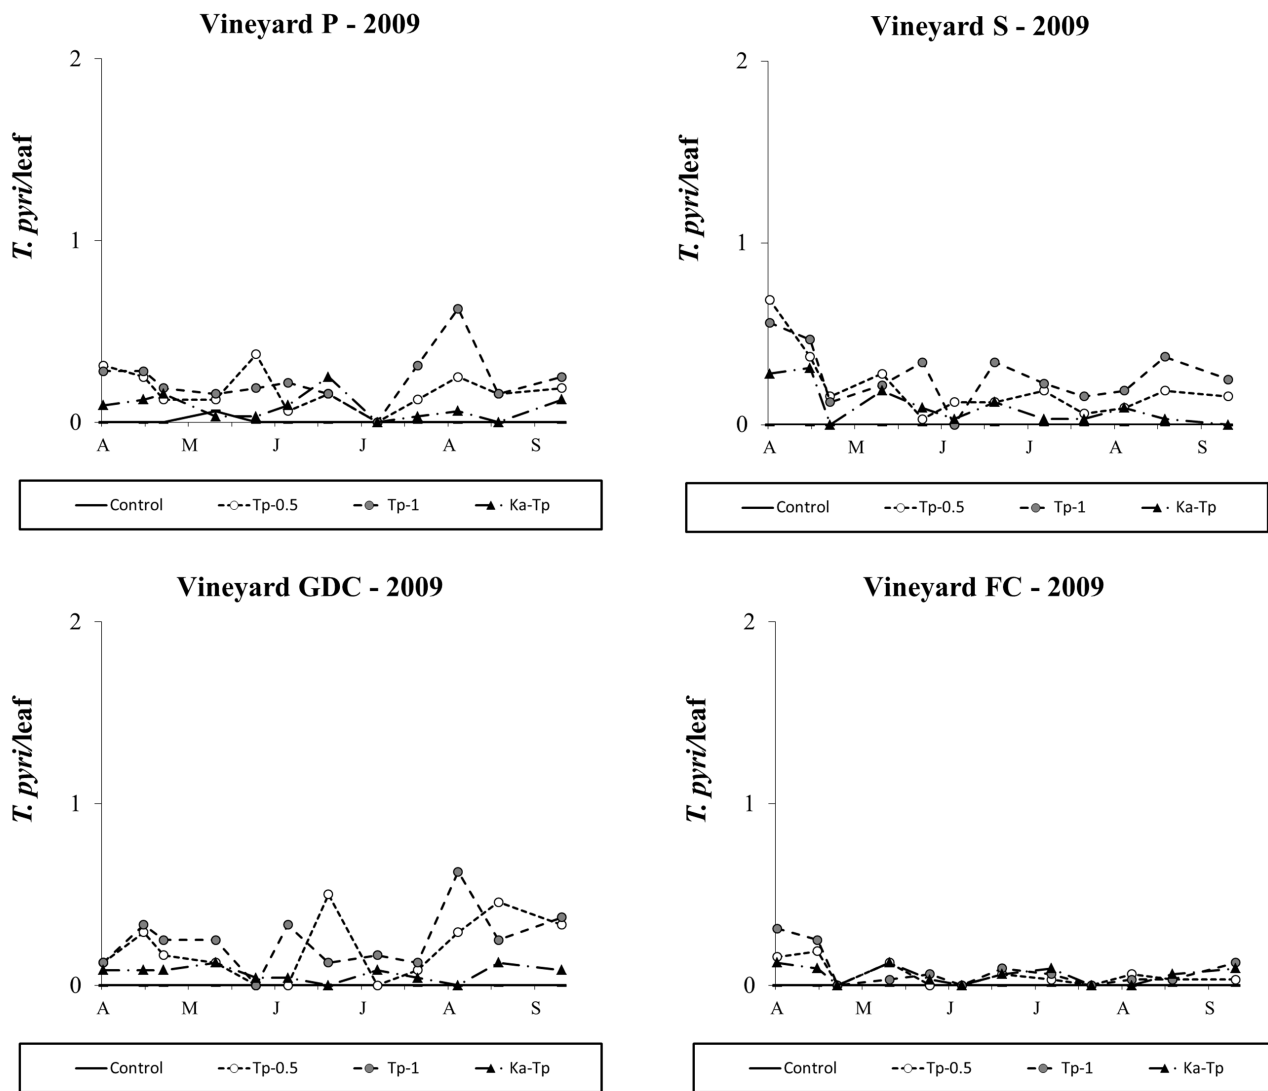 Vineyard P - 2009
2
1
0
T. pyri/leaf
A M J J A S
Control Tp-0.5 Tp-1 Ka-Tp
Vineyard S - 2009
2
1
0
T. pyri/leaf
A M J J A S
Control Tp-0.5 Tp-1 Ka-Tp
Vineyard GDC - 2009
2
1
0
T. pyri/leaf
A M J J A S
Control Tp-0.5 Tp-1 Ka-Tp
Vineyard FC - 2009
2
1
0
T. pyri/leaf
A M J J A S
Control Tp-0.5 Tp-1 Ka-Tp